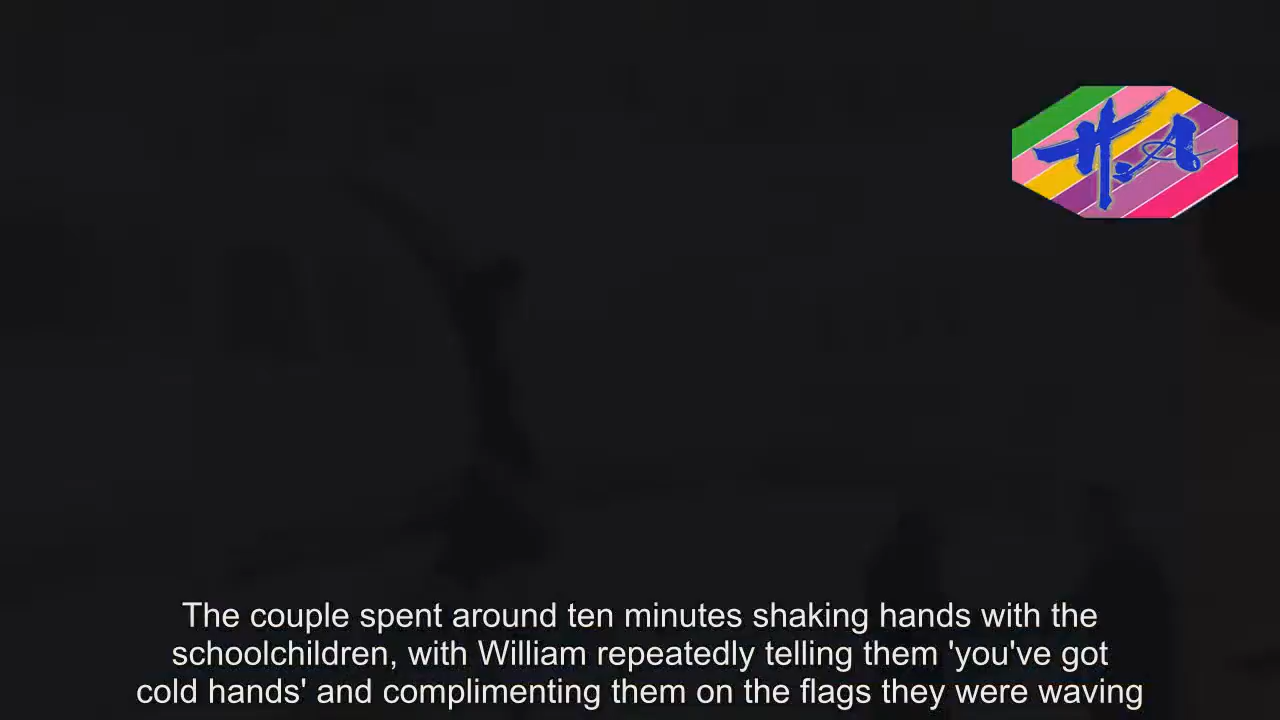 The couple spent around ten minutes shaking hands with the
schoolchildren, with William repeatedly telling them 'you've got
cold hands' and complimenting them on the flags they were waving